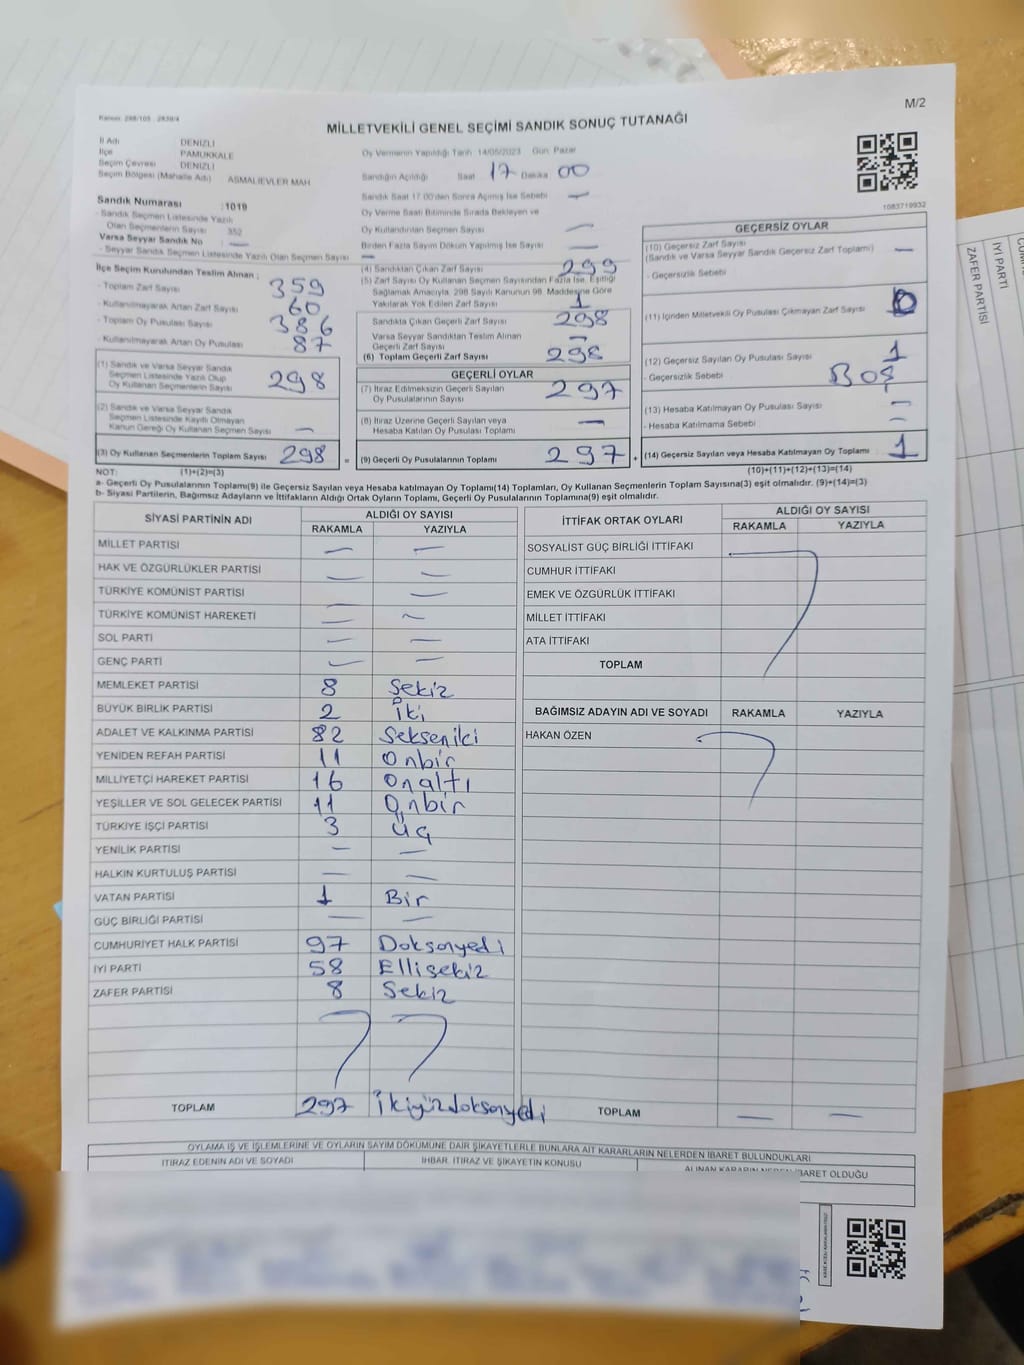 Kanun: 298/105 - 2839/4
M/2
MİLLETVEKİLİ GENEL SEÇİMİ SANDIK SONUÇ TUTANAĞI
İl Adı DENİZLİ
İlçe PAMUKKALE
Seçim Çevresi DENİZLİ
Seçim Bölgesi (Mahalle Adı) ASMALIEVLER MAH
Sandık Numarası : 1019
- Sandık Seçmen Listesinde Yazılı
Olan Seçmenlerin Sayısı 352
Varsa Seyyar Sandık No —
- Seyyar Sandık Seçmen Listesinde Yazılı Olan Seçmen Sayısı —
Oy Vermenin Yapıldığı Tarih 14/05/2023 Gün Pazar
Sandığın Açıldığı Saat 17 Dakika 00
Sandık Saat 17.00'den Sonra Açılmış İse Sebebi —
Oy Verme Saati Bitiminde Sırada Bekleyen ve
Oy Kullandırılan Seçmen Sayısı —
Birden Fazla Sayım Döküm Yapılmış İse Sayısı —
1083719932
İlçe Seçim Kurulundan Teslim Alınan ;
- Toplam Zarf Sayısı 359
- Kullanılmayarak Artan Zarf Sayısı 60
- Toplam Oy Pusulası Sayısı 386
- Kullanılmayarak Artan Oy Pusulası 87
(1) Sandık ve Varsa Seyyar Sandık
Seçmen Listesinde Yazılı Olup
Oy Kullanan Seçmenlerin Sayısı 298
(2) Sandık ve Varsa Seyyar Sandık
Seçmen Listesinde Kayıtlı Olmayan
Kanun Gereği Oy Kullanan Seçmen Sayısı —
(3) Oy Kullanan Seçmenlerin Toplam Sayısı 298 =
(4) Sandıktan Çıkan Zarf Sayısı 299
(5) Zarf Sayısı Oy Kullanan Seçmen Sayısından Fazla İse, Eşitliği
Sağlamak Amacıyla, 298 Sayılı Kanunun 98. Maddesine Göre
Yakılarak Yok Edilen Zarf Sayısı 1
Sandıkta Çıkan Geçerli Zarf Sayısı 298
Varsa Seyyar Sandıktan Teslim Alınan
Geçerli Zarf Sayısı —
(6) Toplam Geçerli Zarf Sayısı 298
GEÇERLİ OYLAR
(7) İtiraz Edilmeksizin Geçerli Sayılan
Oy Pusulalarının Sayısı 297
(8) İtiraz Üzerine Geçerli Sayılan veya
Hesaba Katılan Oy Pusulası Toplamı —
(9) Geçerli Oy Pusulalarının Toplamı 297 +
GEÇERSİZ OYLAR
(10) Geçersiz Zarf Sayısı
(Sandık ve Varsa Seyyar Sandık Geçersiz Zarf Toplamı) —
- Geçersizlik Sebebi
(11) İçinden Milletvekili Oy Pusulası Çıkmayan Zarf Sayısı
(12) Geçersiz Sayılan Oy Pusulası Sayısı 1
- Geçersizlik Sebebi BOŞ
(13) Hesaba Katılmayan Oy Pusulası Sayısı —
- Hesaba Katılmama Sebebi —
(14) Geçersiz Sayılan veya Hesaba Katılmayan Oy Toplamı 1
NOT: (1)+(2)=(3)
(10)+(11)+(12)+(13)=(14)
a- Geçerli Oy Pusulalarının Toplamı(9) ile Geçersiz Sayılan veya Hesaba katılmayan Oy Toplamı(14) Toplamları, Oy Kullanan Seçmenlerin Toplam Sayısına(3) eşit olmalıdır. (9)+(14)=(3)
b- Siyasi Partilerin, Bağımsız Adayların ve İttifakların Aldığı Ortak Oyların Toplamı, Geçerli Oy Pusulalarının Toplamına(9) eşit olmalıdır.
SİYASİ PARTİNİN ADI
ALDIĞI OY SAYISI
RAKAMLA YAZIYLA
MİLLET PARTİSİ — —
HAK VE ÖZGÜRLÜKLER PARTİSİ — —
TÜRKİYE KOMÜNİST PARTİSİ —
TÜRKİYE KOMÜNİST HAREKETİ — —
SOL PARTİ — —
GENÇ PARTİ — —
MEMLEKET PARTİSİ 8 Sekiz
BÜYÜK BİRLİK PARTİSİ 2 İki
ADALET VE KALKINMA PARTİSİ 82 Seksen iki
YENİDEN REFAH PARTİSİ 11 Onbir
MİLLİYETÇİ HAREKET PARTİSİ 16 Onaltı
YEŞİLLER VE SOL GELECEK PARTİSİ 11 Onbir
TÜRKİYE İŞÇİ PARTİSİ 3 Üç
YENİLİK PARTİSİ — —
HALKIN KURTULUŞ PARTİSİ — —
VATAN PARTİSİ 1 Bir
GÜÇ BİRLİĞİ PARTİSİ — —
CUMHURİYET HALK PARTİSİ 97 Doksanyedi
İYİ PARTİ 58 Ellisekiz
ZAFER PARTİSİ 8 Sekiz
TOPLAM 297 İkiyüzdoksanyedi
İTTİFAK ORTAK OYLARI
ALDIĞI OY SAYISI
RAKAMLA YAZIYLA
SOSYALİST GÜÇ BİRLİĞİ İTTİFAKI
CUMHUR İTTİFAKI
EMEK VE ÖZGÜRLÜK İTTİFAKI
MİLLET İTTİFAKI
ATA İTTİFAKI
TOPLAM
BAĞIMSIZ ADAYIN ADI VE SOYADI RAKAMLA YAZIYLA
HAKAN ÖZEN
TOPLAM — —
OYLAMA İŞ VE İŞLEMLERİNE VE OYLARIN SAYIM DÖKÜMÜNE DAİR ŞİKAYETLERLE BUNLARA AİT KARARLARIN NELERDEN İBARET BULUNDUKLARI
İTİRAZ EDENİN ADI VE SOYADI
İHBAR, İTİRAZ VE ŞİKAYETİN KONUSU
ALINAN KARARIN NEDEN İBARET OLDUĞU
İYİ PARTİ
ZAFER PARTİSİ